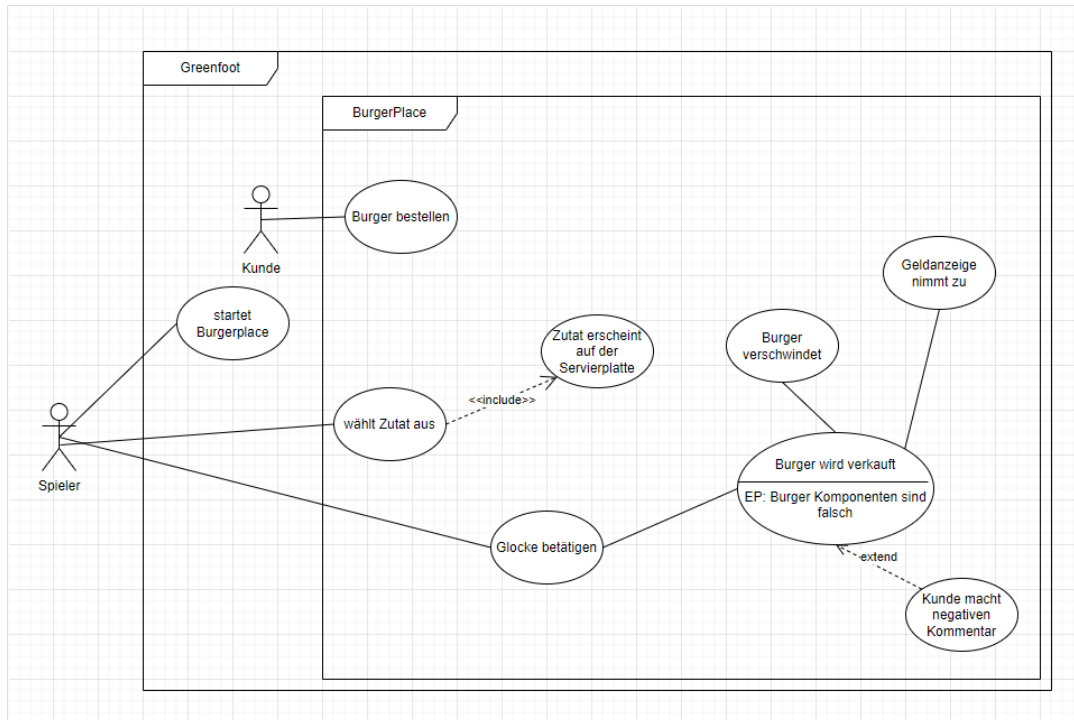 Greenfoot
BurgerPlace
Burger bestellen
Kunde
startet
Burgerplace
Geldanzeige
nimmt zu
Zutat erscheint
auf der
Servierplatte
Burger
verschwindet
<<include>>
wählt Zutat aus
Spieler
Burger wird verkauft
EP: Burger Komponenten sind
falsch
Glocke betätigen
extend
Kunde macht
negativen
Kommentar